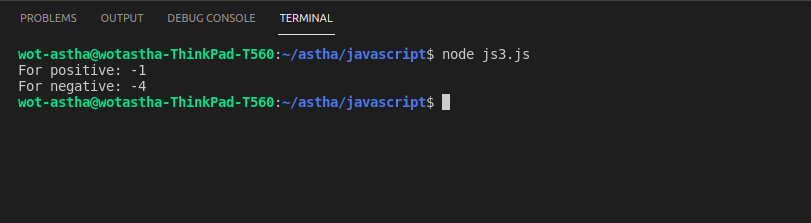 PROBLEMS OUTPUT DEBUG CONSOLE TERMINAL
wot-astha@wotastha-ThinkPad-T560:~/astha/javascript$ node js3.js
For positive: -1
For negative: -4
wot-astha@wotastha-ThinkPad-T560:~/astha/javascript$